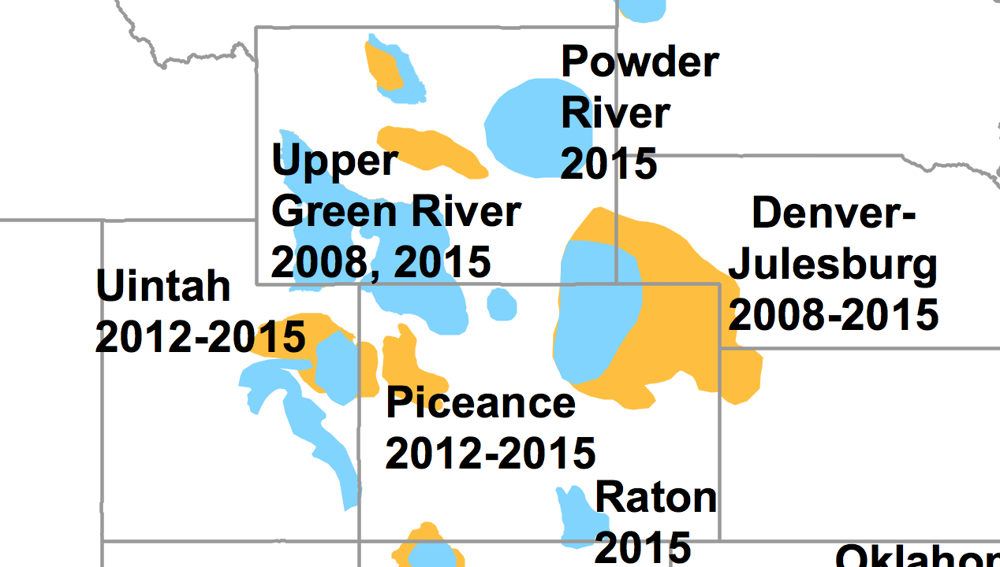 Powder
River
2015
Upper
Green River
2008, 2015
Denver-
Julesburg
2008-2015
Uintah
2012-2015
Piceance
2012-2015
Raton
2015
Oklahor